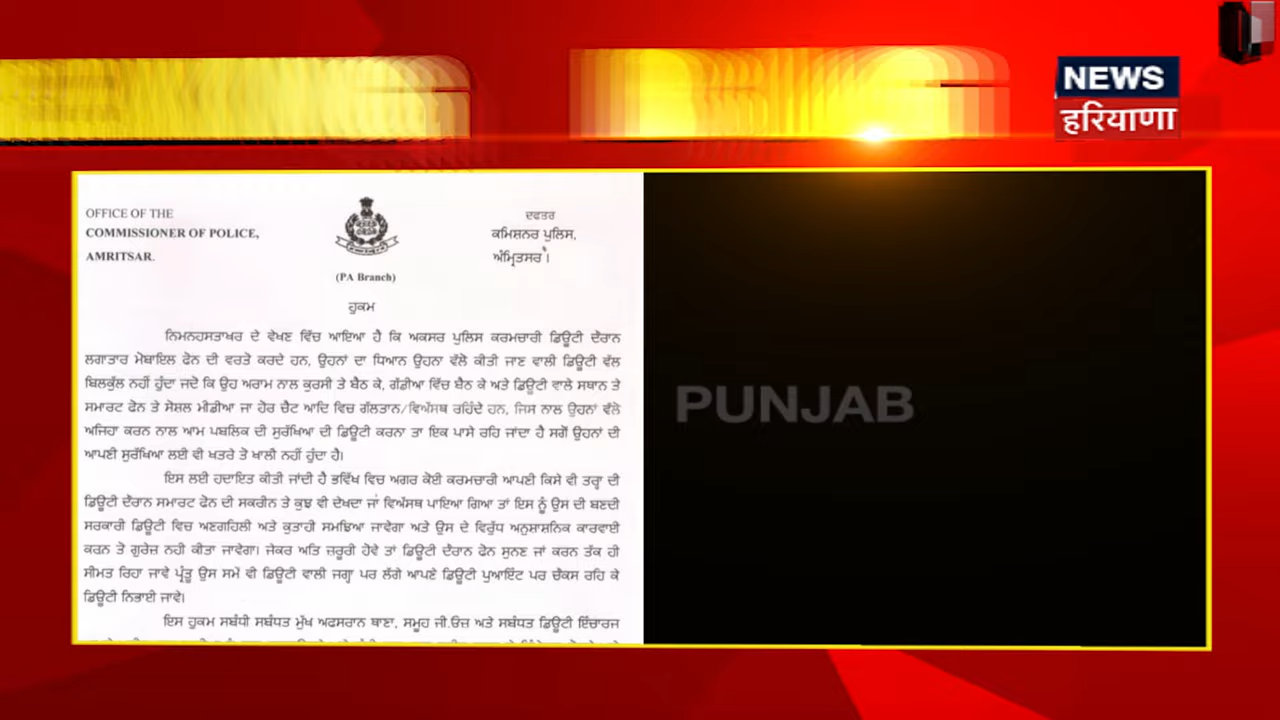 NEWS
हरियाणा
OFFICE OF THE
COMMISSIONER OF POLICE,
AMRITSAR.
(PA Branch)
ਦਫਤਰ
ਕਮਿਸ਼ਨਰ ਪੁਲਿਸ,
ਅੰਮ੍ਰਿਤਸਰ।
ਹੁਕਮ
ਨਿਮਨਹਸਤਾਖਰ ਦੇ ਵੇਖਣ ਵਿੱਚ ਆਇਆ ਹੈ ਕਿ ਅਕਸਰ ਪੁਲਿਸ ਕਰਮਚਾਰੀ ਡਿਊਟੀ ਦੌਰਾਨ
ਲਗਾਤਾਰ ਮੋਬਾਇਲ ਫੋਨ ਦੀ ਵਰਤੋ ਕਰਦੇ ਹਨ, ਉਹਨਾਂ ਦਾ ਧਿਆਨ ਉਹਨਾ ਵੱਲੋ ਕੀਤੀ ਜਾਣ ਵਾਲੀ ਡਿਊਟੀ ਵੱਲ
ਬਿਲਕੁੱਲ ਨਹੀਂ ਹੁੰਦਾ ਜਦੋ ਕਿ ਉਹ ਅਰਾਮ ਨਾਲ ਕੁਰਸੀ ਤੇ ਬੈਠ ਕੇ, ਗੱਡੀਆ ਵਿੱਚ ਬੈਠ ਕੇ ਅਤੇ ਡਿਊਟੀ ਵਾਲੇ ਸਥਾਨ ਤੇ
ਸਮਾਰਟ ਫੋਨ ਤੇ ਸੋਸ਼ਲ ਮੀਡੀਆ ਜਾ ਹੋਰ ਚੈਟ ਆਦਿ ਵਿਚ ਗੱਲਤਾਨ/ਵਿਅੱਸਥ ਰਹਿੰਦੇ ਹਨ, ਜਿਸ ਨਾਲ ਉਹਨਾਂ ਵੱਲੋ
ਅਜਿਹਾ ਕਰਨ ਨਾਲ ਆਮ ਪਬਲਿਕ ਦੀ ਸੁਰੱਖਿਆ ਦੀ ਡਿਊਟੀ ਕਰਨਾ ਤਾ ਇਕ ਪਾਸੇ ਰਹਿ ਜਾਂਦਾ ਹੈ ਸਗੋਂ ਉਹਨਾਂ ਦੀ
ਆਪਣੀ ਸੁਰੱਖਿਆ ਲਈ ਵੀ ਖਤਰੇ ਤੋ ਖਾਲੀ ਨਹੀਂ ਹੁੰਦਾ ਹੈ।
ਇਸ ਲਈ ਹਦਾਇਤ ਕੀਤੀ ਜਾਂਦੀ ਹੈ ਭਵਿੱਖ ਵਿਚ ਅਗਰ ਕੋਈ ਕਰਮਚਾਰੀ ਆਪਣੀ ਕਿਸੇ ਵੀ ਤਰ੍ਹਾ ਦੀ
ਡਿਊਟੀ ਦੌਰਾਨ ਸਮਾਰਟ ਫੋਨ ਦੀ ਸਕਰੀਨ ਤੇ ਕੁਝ ਵੀ ਦੇਖਦਾ ਜਾਂ ਵਿਅੱਸਥ ਪਾਇਆ ਗਿਆ ਤਾਂ ਇਸ ਨੂੰ ਉਸ ਦੀ ਬਣਦੀ
ਸਰਕਾਰੀ ਡਿਊਟੀ ਵਿਚ ਅਣਗਹਿਲੀ ਅਤੇ ਕੁਤਾਹੀ ਸਮਝਿਆ ਜਾਵੇਗਾ ਅਤੇ ਉਸ ਦੇ ਵਿਰੁੱਧ ਅਨੁਸ਼ਾਸ਼ਨਿਕ ਕਾਰਵਾਈ
ਕਰਨ ਤੋ ਗੁਰੇਜ਼ ਨਹੀ ਕੀਤਾ ਜਾਵੇਗਾ। ਜੇਕਰ ਅਤਿ ਜ਼ਰੂਰੀ ਹੋਵੇ ਤਾਂ ਡਿਊਟੀ ਦੌਰਾਨ ਫੋਨ ਸੁਨਣ ਜਾਂ ਕਰਨ ਤੱਕ ਹੀ
ਸੀਮਤ ਰਿਹਾ ਜਾਵੇ ਪ੍ਰੰਤੂ ਉਸ ਸਮੇਂ ਵੀ ਡਿਊਟੀ ਵਾਲੀ ਜਗ੍ਹਾ ਪਰ ਲੱਗੇ ਆਪਣੇ ਡਿਊਟੀ ਪੁਆਇੰਟ ਪਰ ਚੌਕਸ ਰਹਿ ਕੇ
ਡਿਊਟੀ ਨਿਭਾਈ ਜਾਵੇ।
ਇਸ ਹੁਕਮ ਸਬੰਧੀ ਸਬੰਧਤ ਮੁੱਖ ਅਫਸਰਾਨ ਥਾਣਾ, ਸਮੂਹ ਜੀ.ਓਜ਼ ਅਤੇ ਸਬੰਧਤ ਡਿਊਟੀ ਇੰਚਾਰਜ
PUNJAB